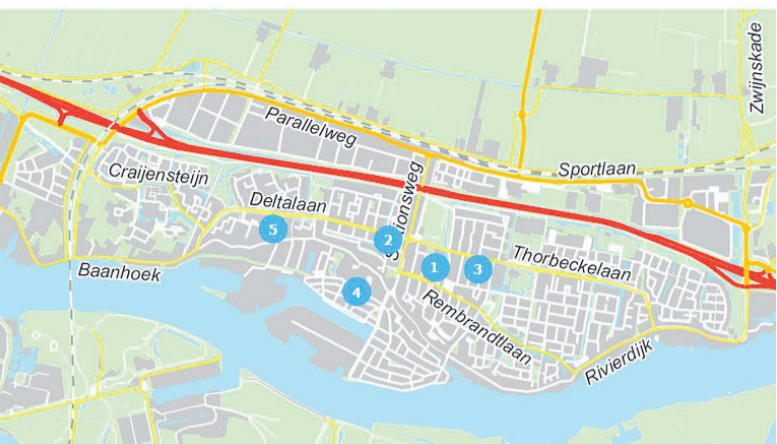 Zwijnskade
Parallelweg
Sportlaan
Craijensteijn
Deltalaan
5
2
Thorbeckelaan
1
3
Baanhoek
4
Rembrandtlaan
Rivierdijk